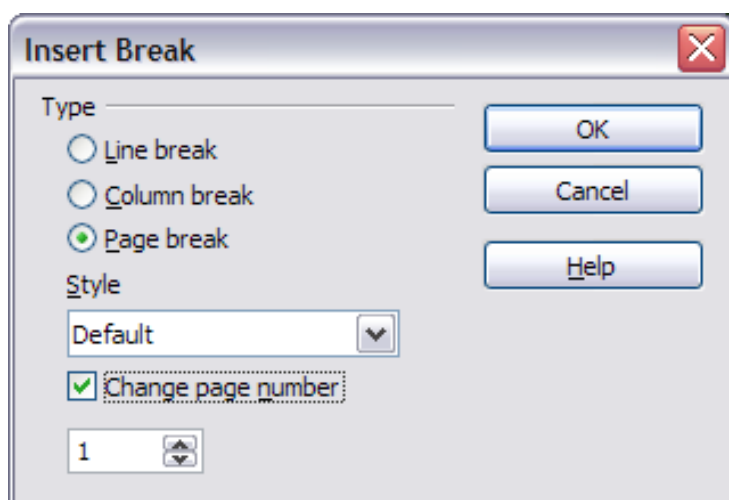 Insert Break
Type
Line break
Column break
Page break
Style
Default
Change page number
1
OK
Cancel
Help